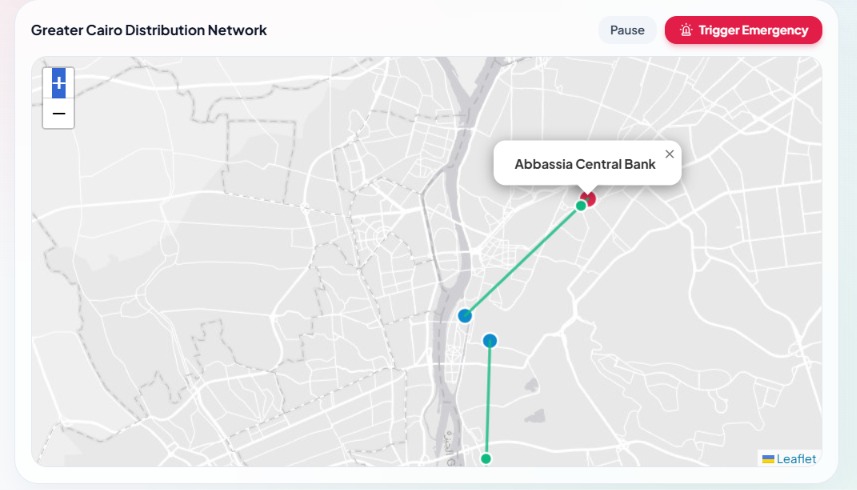 Greater Cairo Distribution Network
Pause
Trigger Emergency
+
−
Abbassia Central Bank
×
Leaflet